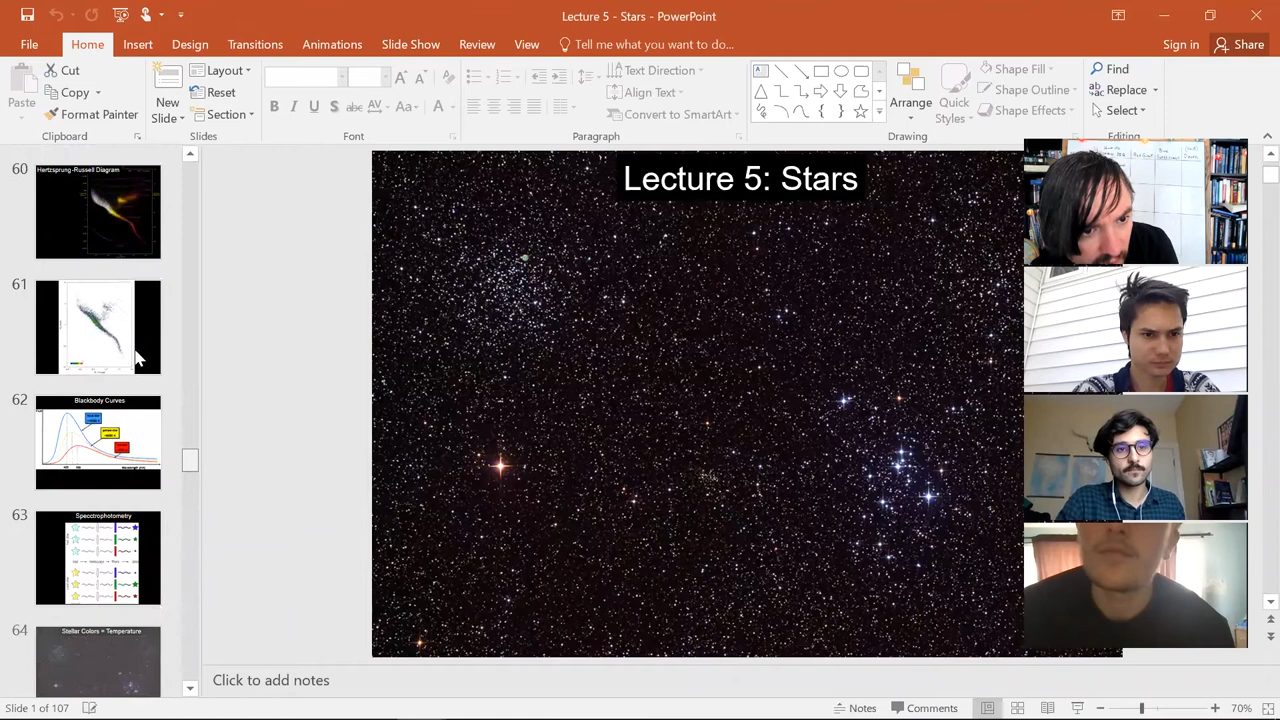 Lecture 5 - Stars - PowerPoint
File Home Insert Design Transitions Animations Slide Show Review View Tell me what you want to do... Sign in Share
Paste
Cut
Copy
Format Painter
Clipboard
New Slide
Layout
Reset
Section
Slides
Font
Text Direction
Align Text
Convert to SmartArt
Paragraph
Arrange
Quick Styles
Shape Fill
Shape Outline
Shape Effects
Drawing
Find
Replace
Select
Editing
60
Hertzsprung-Russell Diagram
61
62
Blackbody Curves
63
Specctrophotometry
64
Stellar Colors = Temperature
Lecture 5: Stars
Click to add notes
Slide 1 of 107
Notes
Comments
70%